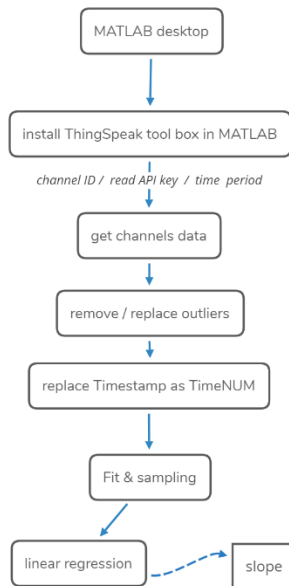 MATLAB desktop
install ThingSpeak tool box in MATLAB
channel ID / read API key / time period
get channels data
remove / replace outliers
replace Timestamp as TimeNUM
Fit & sampling
linear regression
slope